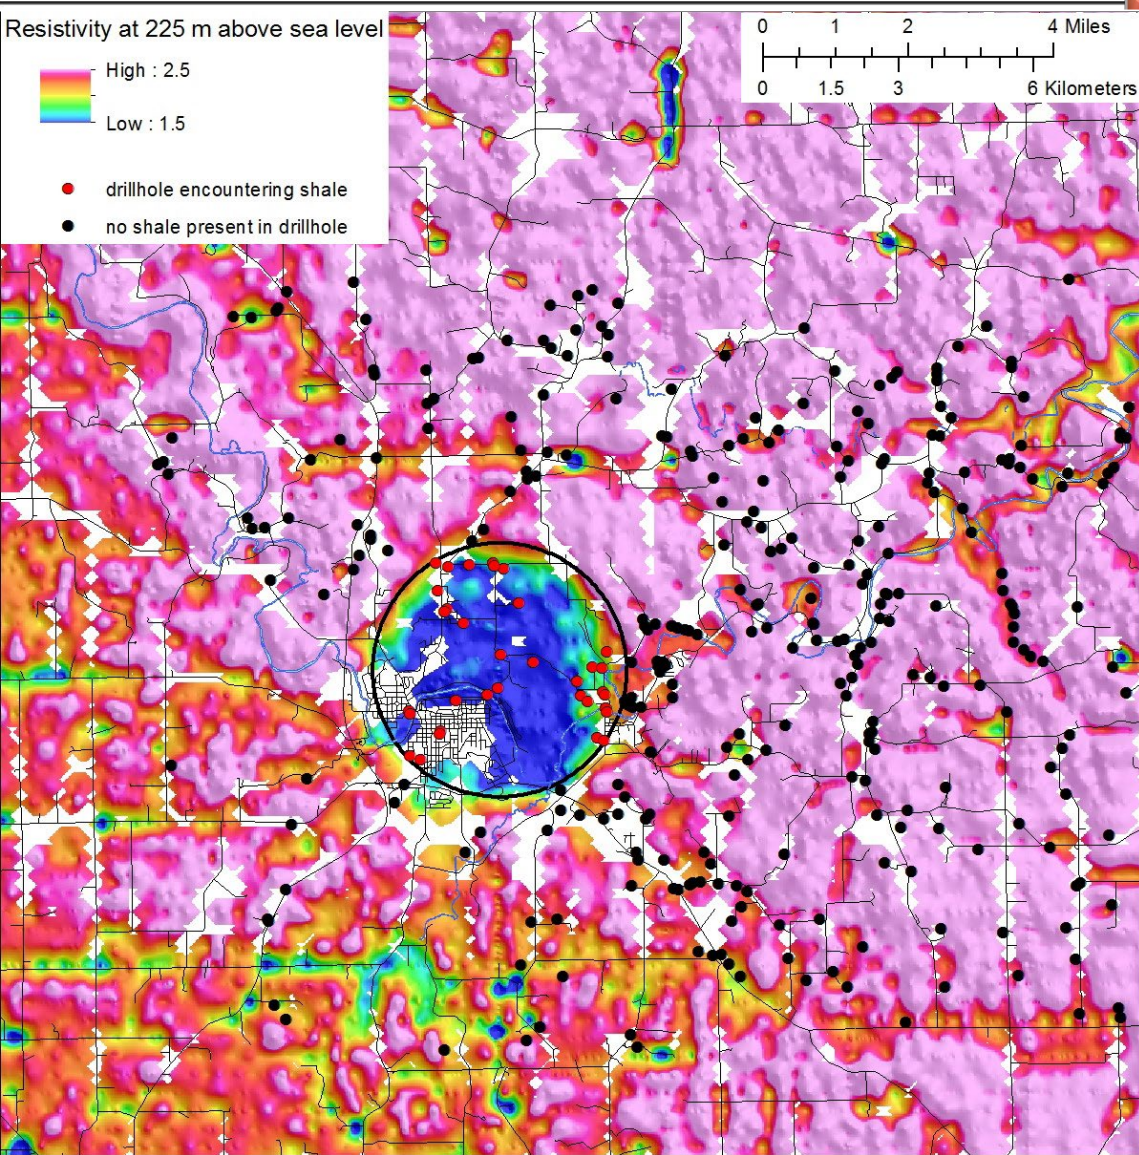 Resistivity at 225 m above sea level
High : 2.5
Low : 1.5
drillhole encountering shale
no shale present in drillhole
0 1 2 4 Miles
0 1.5 3 6 Kilometers